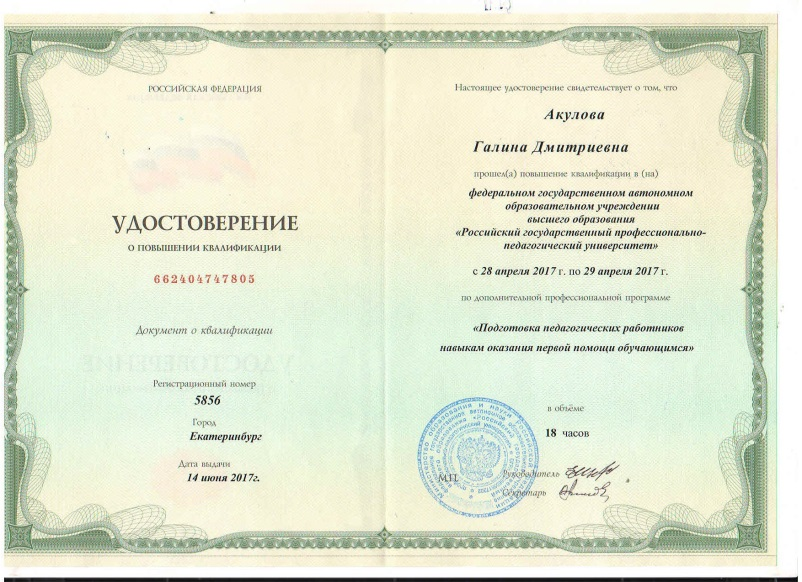 РОССИЙСКАЯ ФЕДЕРАЦИЯ
УДОСТОВЕРЕНИЕ
О ПОВЫШЕНИИ КВАЛИФИКАЦИИ
662404747805
Документ о квалификации
Регистрационный номер
5856
Город
Екатеринбург
Дата выдачи
14 июня 2017г.
Настоящее удостоверение свидетельствует о том, что
Акулова
Галина Дмитриевна
прошел(а) повышение квалификации в (на)
федеральном государственном автономном
образовательном учреждении
высшего образования
«Российский государственный профессионально-
педагогический университет»
с 28 апреля 2017 г. по 29 апреля 2017 г.
по дополнительной профессиональной программе
«Подготовка педагогических работников
навыкам оказания первой помощи обучающимся»
в объёме
18 часов
М.П.
Руководитель
Секретарь